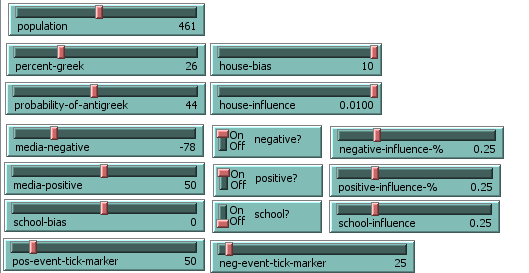 population 461
percent-greek 26 house-bias 10
probability-of-antigreek 44 house-influence 0.0100
media-negative -78 On Off negative? negative-influence-% 0.25
media-positive 50 On Off positive? positive-influence-% 0.25
school-bias 0 On Off school? school-influence 0.25
pos-event-tick-marker 50 neg-event-tick-marker 25